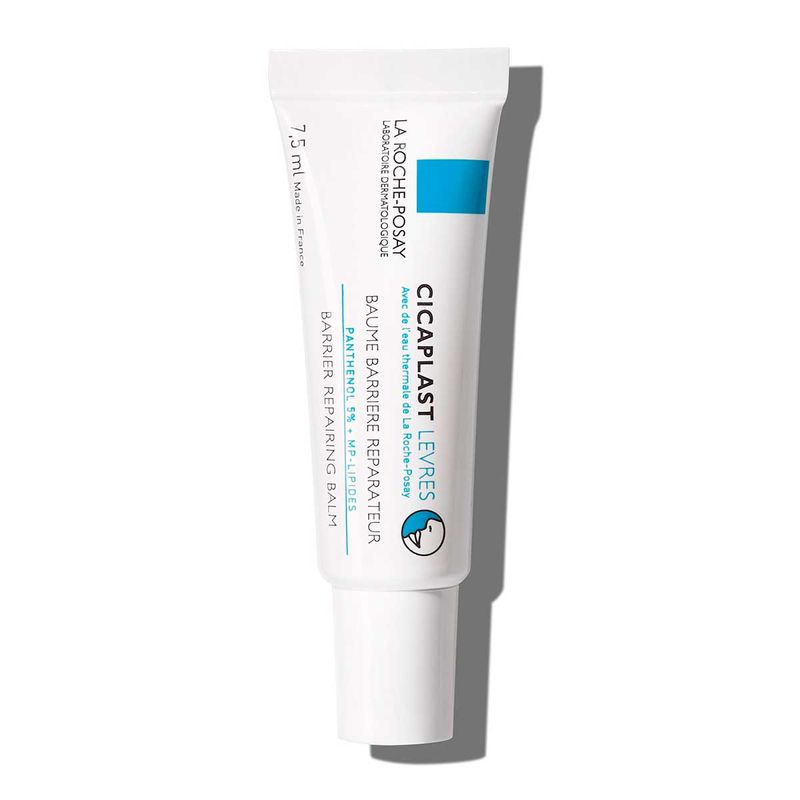 LA ROCHE-POSAY
LABORATOIRE DERMATOLOGIQUE
CICAPLAST LEVRES
Avec de l'eau thermale de La Roche-Posay
BAUME BARRIERE REPARATEUR
PANTHENOL 5% + MP-LIPIDES
BARRIER REPAIRING BALM
7,5 ml Made in France